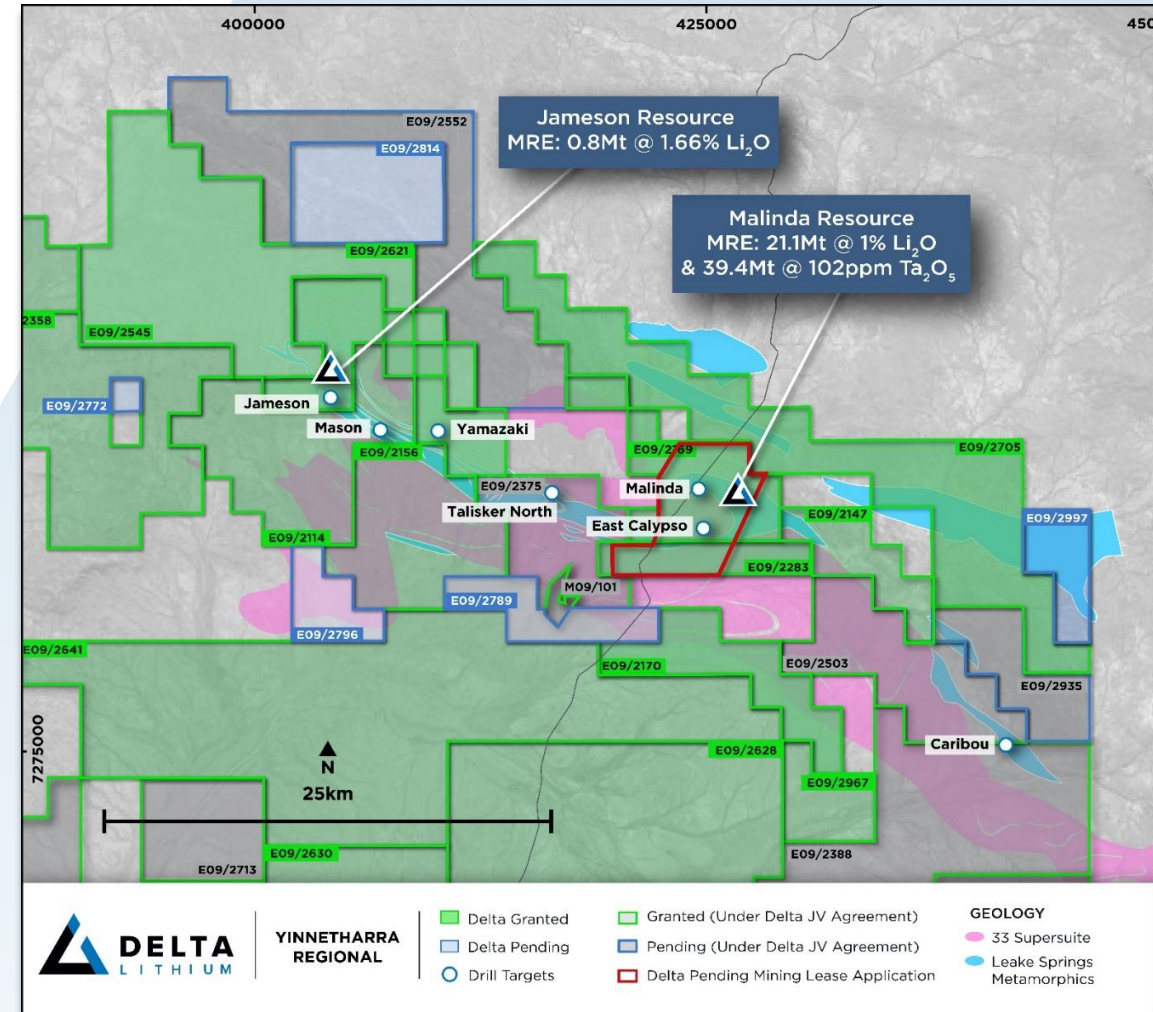 400000
425000
450
E09/2552
E09/2814
Jameson Resource
MRE: 0.8Mt @ 1.66% Li₂O
Malinda Resource
MRE: 21.1Mt @ 1% Li₂O
& 39.4Mt @ 102ppm Ta₂O₅
E09/2621
2358
E09/2545
E09/2772
Jameson
Mason
Yamazaki
E09/2156
E09/2169
E09/2705
E09/2375
Talisker North
Malinda
East Calypso
E09/2147
E09/2997
E09/2114
E09/2283
M09/101
E09/2789
E09/2796
E09/2641
E09/2170
E09/2503
E09/2935
7275000
N
25km
E09/2628
Caribou
E09/2967
E09/2713
E09/2630
E09/2388
DELTA
LITHIUM
YINNETHARRA
REGIONAL
Delta Granted
Delta Pending
Drill Targets
Granted (Under Delta JV Agreement)
Pending (Under Delta JV Agreement)
Delta Pending Mining Lease Application
GEOLOGY
33 Supersuite
Leake Springs
Metamorphics